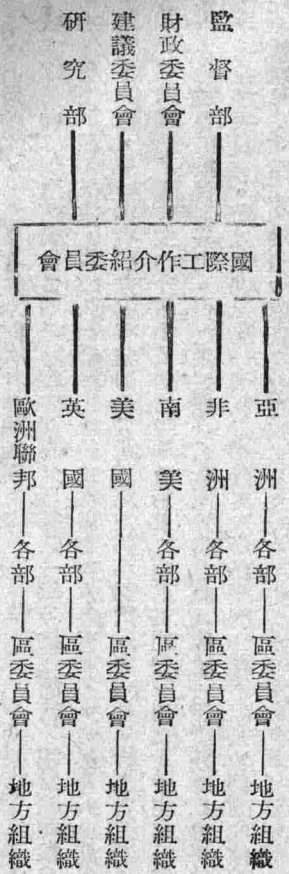 監督部
財政委員會
建議委員會
研究部
國際工作介紹委員會
亞洲——各部——區委員會——地方組織
非洲——各部——區委員會——地方組織
南美——各部——區委員會——地方組織
美國——區委員會——地方組織
英國——各部——區委員會——地方組織
歐洲聯邦——各部——區委員會——地方組織